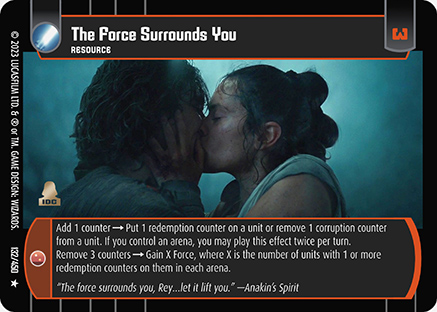 The Force Surrounds You
RESOURCE
© 2023 LUCASFILM LTD. & ® or TM. GAME DESIGN: WIZARDS.
132/450
IDC
Add 1 counter → Put 1 redemption counter on a unit or remove 1 corruption counter
from a unit. If you control an arena, you may play this effect twice per turn.
Remove 3 counters → Gain X Force, where X is the number of units with 1 or more
redemption counters on them in each arena.
“The force surrounds you, Rey...let it lift you.” —Anakin's Spirit